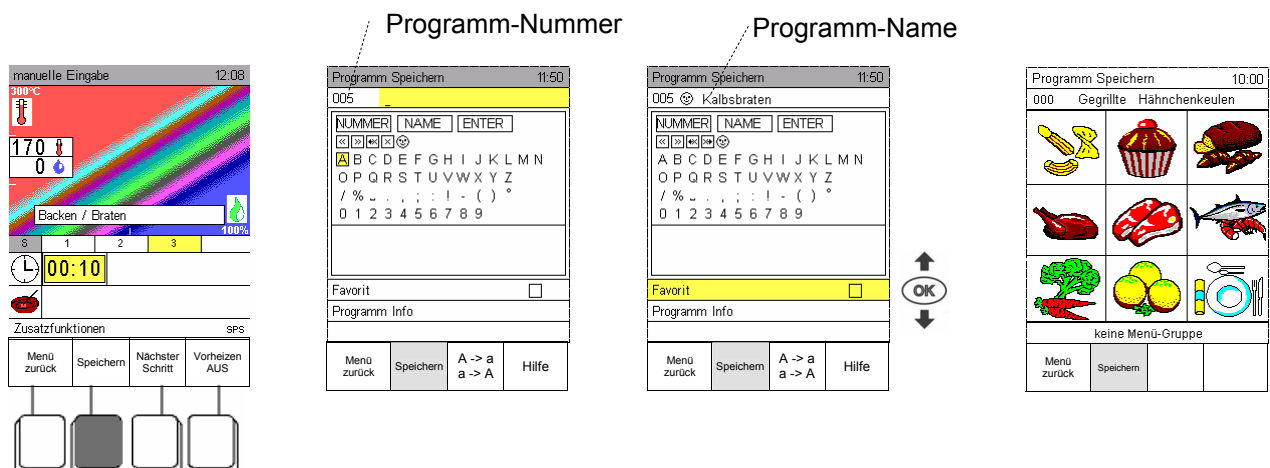 Programm-Nummer
Programm-Name
manuelle Eingabe 12:08
300°C
170
0
Backen / Braten
100%
S 1 2 3
00:10
Zusatzfunktionen SPS
Menü zurück Speichern Nächster Schritt Vorheizen AUS
Programm Speichern 11:50
005 _
NUMMER NAME ENTER
A B C D E F G H I J K L M N
O P Q R S T U V W X Y Z
/ % ˽ . , ; : ! - ( ) °
0 1 2 3 4 5 6 7 8 9
Favorit
Programm Info
Menü zurück Speichern A -> a a -> A Hilfe
Programm Speichern 11:50
005 Kalbsbraten
NUMMER NAME ENTER
A B C D E F G H I J K L M N
O P Q R S T U V W X Y Z
/ % ˽ . , ; : ! - ( ) °
0 1 2 3 4 5 6 7 8 9
Favorit
Programm Info
Menü zurück Speichern A -> a a -> A Hilfe
OK
Programm Speichern 10:00
000 Gegrillte Hähnchenkeulen
keine Menü-Gruppe
Menü zurück Speichern